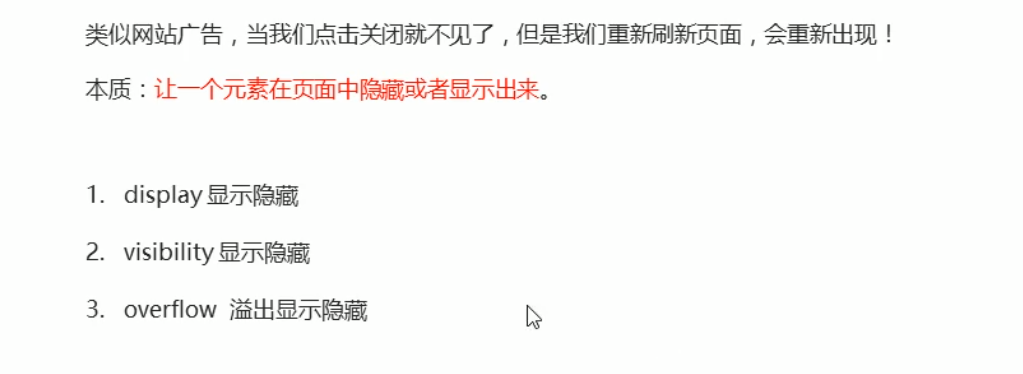 类似网站广告，当我们点击关闭就不见了，但是我们重新刷新页面，会重新出现！
本质：让一个元素在页面中隐藏或者显示出来。
1. display 显示隐藏
2. visibility 显示隐藏
3. overflow 溢出显示隐藏